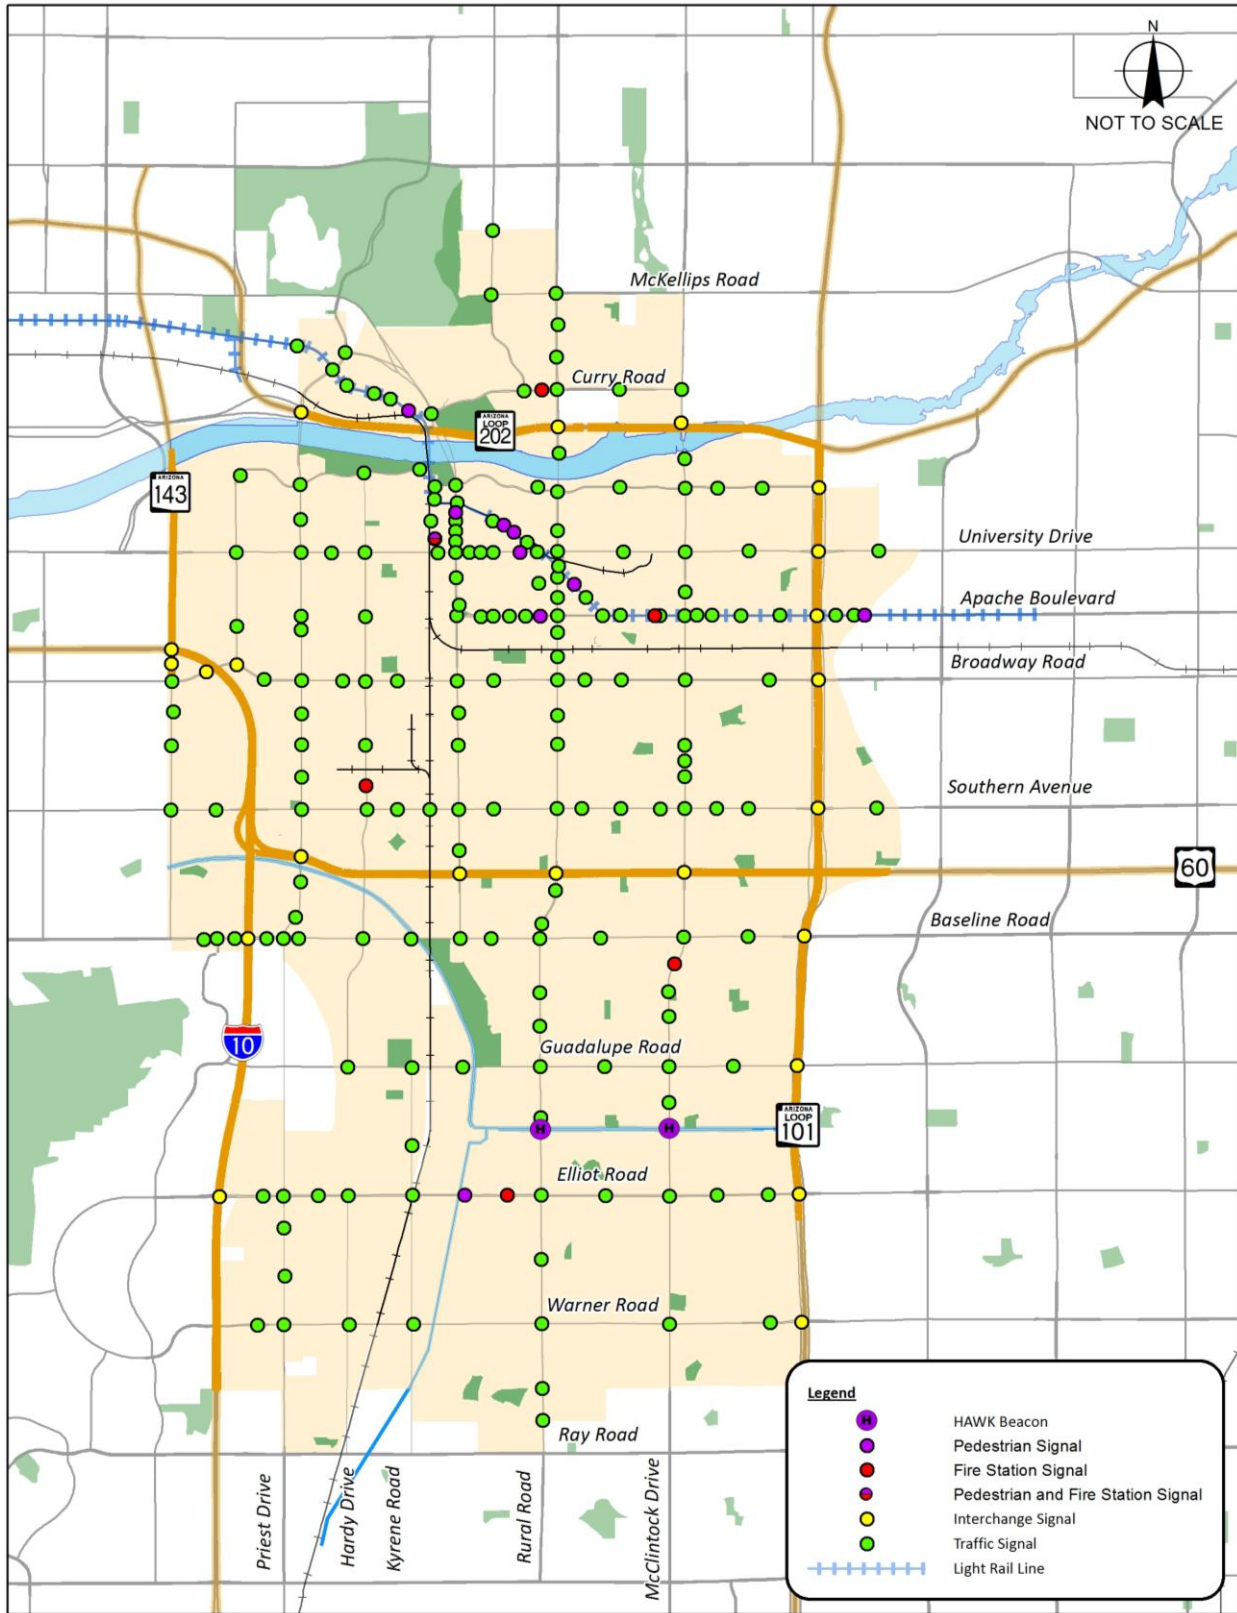 N
NOT TO SCALE
McKellips Road
Curry Road
ARIZONA
LOOP
202
ARIZONA
143
University Drive
Apache Boulevard
Broadway Road
Southern Avenue
60
Baseline Road
10
Guadalupe Road
H
H
ARIZONA
LOOP
101
Elliot Road
Warner Road
Ray Road
Priest Drive
Hardy Drive
Kyrene Road
Rural Road
McClintock Drive
Legend
H HAWK Beacon
Pedestrian Signal
Fire Station Signal
Pedestrian and Fire Station Signal
Interchange Signal
Traffic Signal
Light Rail Line